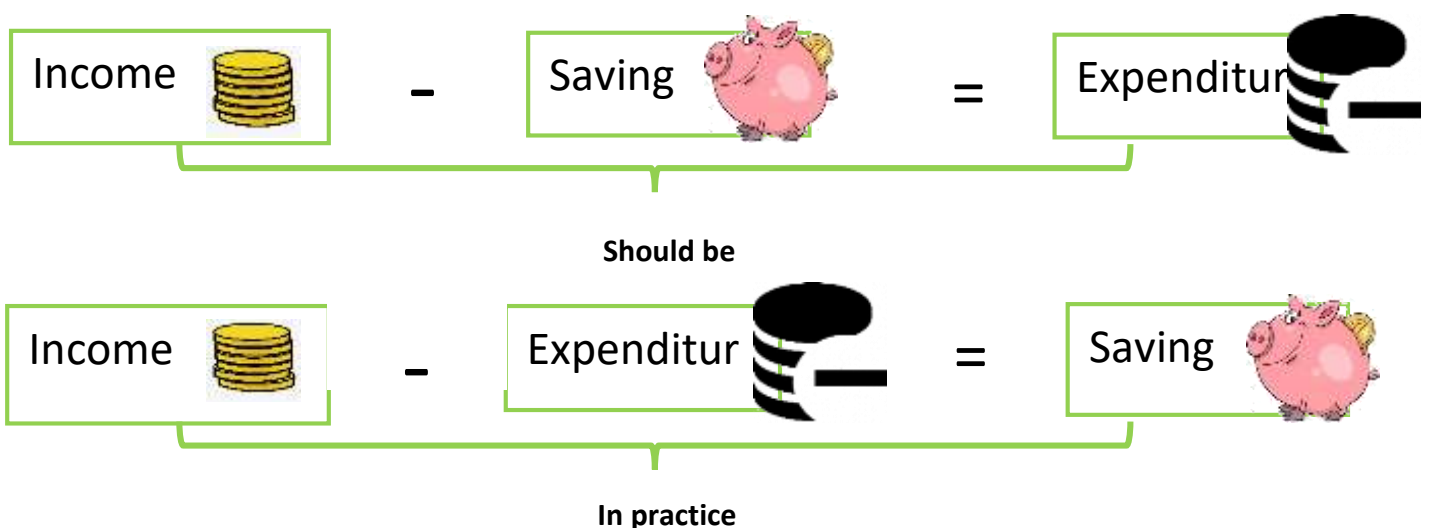 Income - Saving = Expenditur
Should be
Income - Expenditur = Saving
In practice